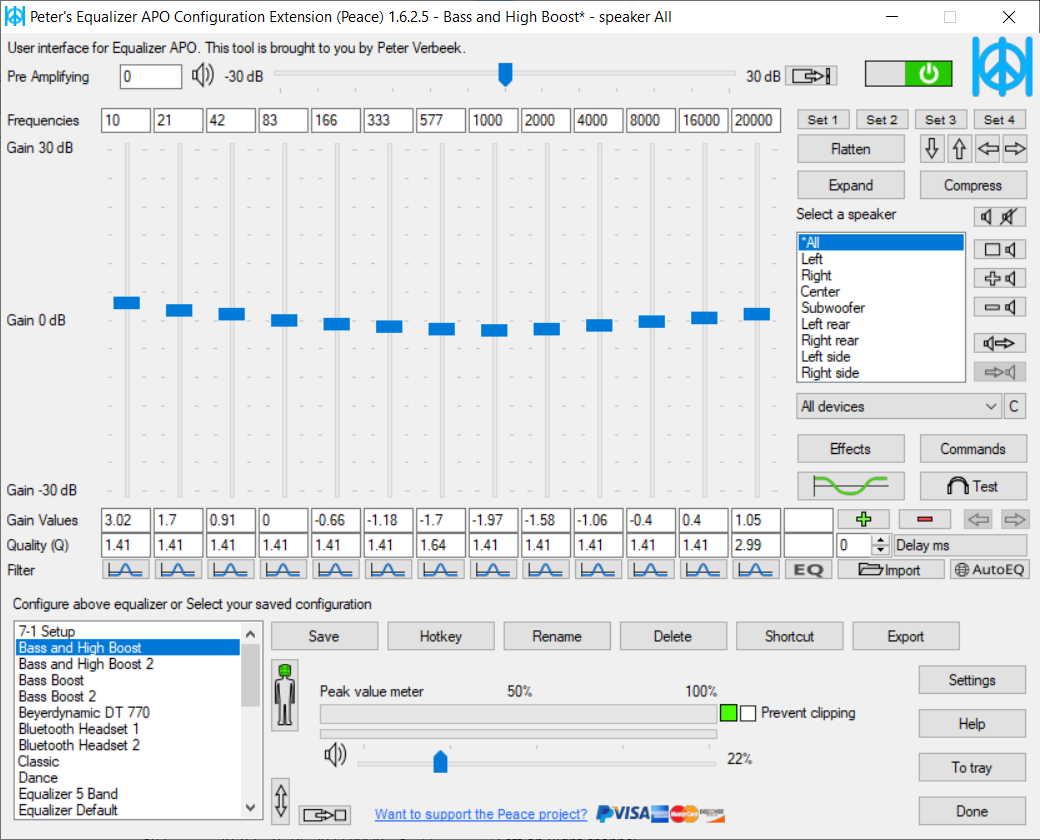 Peter's Equalizer APO Configuration Extension (Peace) 1.6.2.5 - Bass and High Boost* - speaker All
User interface for Equalizer APO. This tool is brought to you by Peter Verbeek.
Pre Amplifying 0 -30 dB 30 dB
Frequencies 10 21 42 83 166 333 577 1000 2000 4000 8000 16000 20000 Set 1 Set 2 Set 3 Set 4
Gain 30 dB Flatten
Expand Compress
Select a speaker
*All
Left
Right
Center
Subwoofer
Gain 0 dB
Left rear
Right rear
Left side
Right side
All devices C
Effects Commands
Gain -30 dB Test
Gain Values 3.02 1.7 0.91 0 -0.66 -1.18 -1.7 -1.97 -1.58 -1.06 -0.4 0.4 1.05
Quality (Q) 1.41 1.41 1.41 1.41 1.41 1.41 1.64 1.41 1.41 1.41 1.41 1.41 2.99 0 Delay ms
Filter EQ Import AutoEQ
Configure above equalizer or Select your saved configuration
7-1 Setup
Bass and High Boost
Bass and High Boost 2
Bass Boost
Bass Boost 2
Beyerdynamic DT 770
Bluetooth Headset 1
Bluetooth Headset 2
Classic
Dance
Equalizer 5 Band
Equalizer Default
Save Hotkey Rename Delete Shortcut Export
Peak value meter 50% 100%
Prevent clipping
22%
Want to support the Peace project? P VISA MasterCard DISCOVER
Settings
Help
To tray
Done